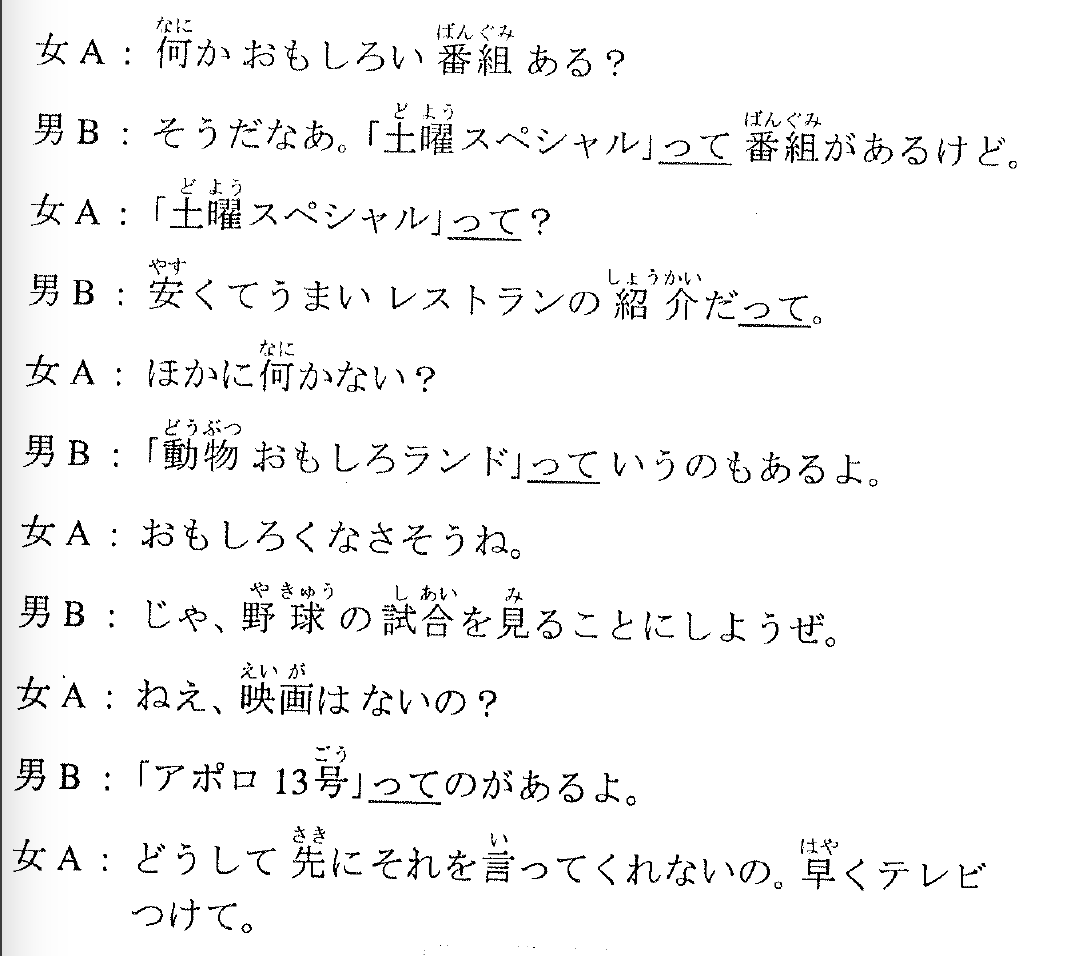 女A：何か おもしろい 番組 ある？
男B：そうだなあ。「土曜スペシャル」って 番組があるけど。
女A：「土曜スペシャル」って？
男B：安くてうまい レストランの 紹介だって。
女A：ほかに何かない？
男B：「動物 おもしろランド」って いうのもあるよ。
女A：おもしろくなさそうね。
男B：じゃ、野球の 試合を見ることにしようぜ。
女A：ねえ、映画は ないの？
男B：「アポロ 13号」ってのがあるよ。
女A：どうして 先にそれを言ってくれないの。早くテレビ
つけて。